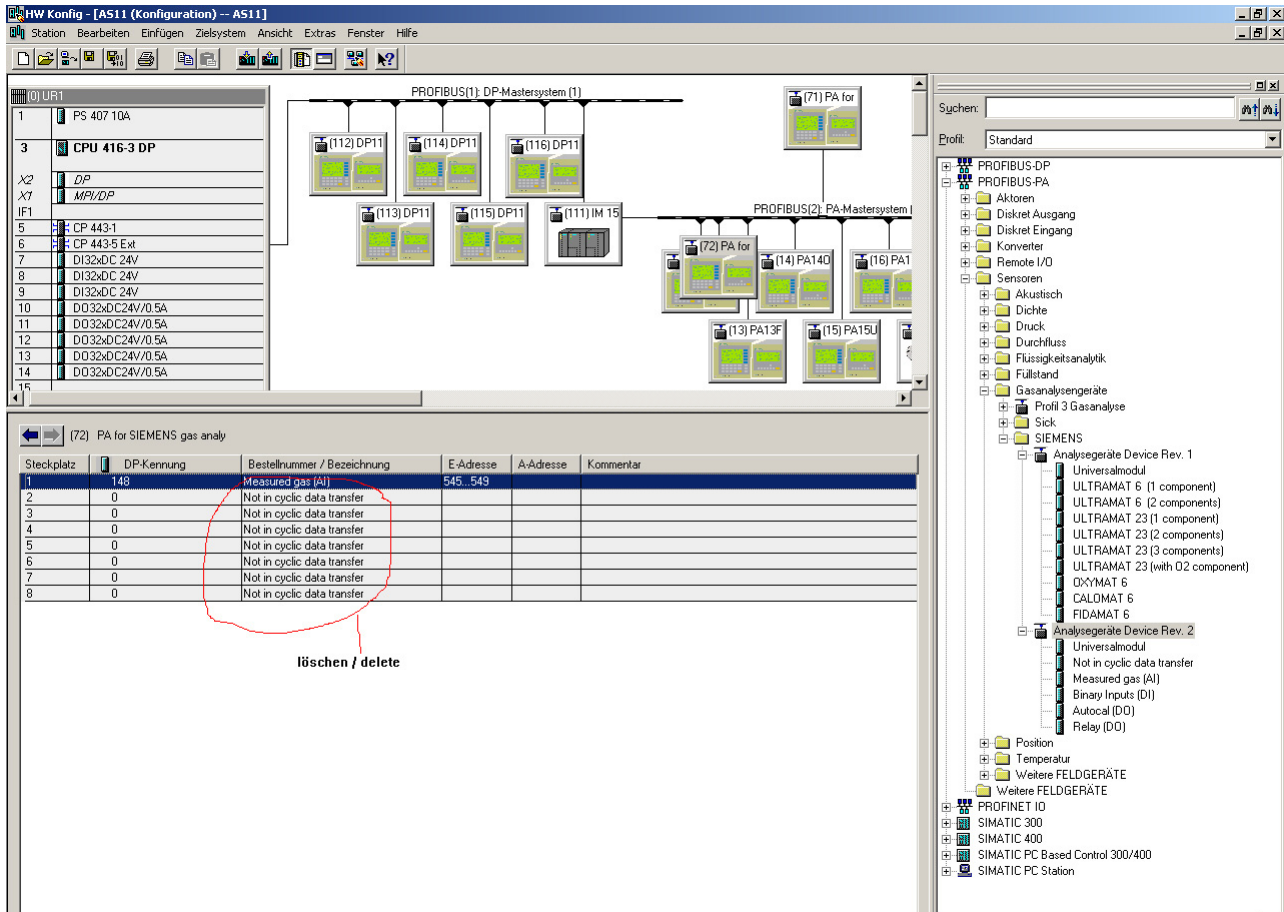 HW Konfig - [AS11 (Konfiguration) -- AS11]
Station Bearbeiten Einfügen Zielsystem Ansicht Extras Fenster Hilfe
(0) UR1
1 PS 407 10A
3 CPU 416-3 DP
X2 DP
X1 MPI/DP
IF1
5 CP 443-1
6 CP 443-5 Ext
7 DI32xDC 24V
8 DI32xDC 24V
9 DI32xDC 24V
10 DO32xDC24V/0.5A
11 DO32xDC24V/0.5A
12 DO32xDC24V/0.5A
13 DO32xDC24V/0.5A
14 DO32xDC24V/0.5A
15
PROFIBUS(1): DP-Mastersystem (1)
(71) PA for
(112) DP11
(114) DP11
(116) DP11
(113) DP11
(115) DP11
(111) IM 15
PROFIBUS(2): PA-Mastersystem
(72) PA for
(14) PA140
(16) PA1
(13) PA13F
(15) PA15U
(72) PA for SIEMENS gas analy
Steckplatz DP-Kennung Bestellnummer / Bezeichnung E-Adresse A-Adresse Kommentar
1 148 Measured gas (AI) 545...549
2 0 Not in cyclic data transfer
3 0 Not in cyclic data transfer
4 0 Not in cyclic data transfer
5 0 Not in cyclic data transfer
6 0 Not in cyclic data transfer
7 0 Not in cyclic data transfer
8 0 Not in cyclic data transfer
löschen / delete
Suchen:
Profil: Standard
PROFIBUS-DP
PROFIBUS-PA
Aktoren
Diskret Ausgang
Diskret Eingang
Konverter
Remote I/O
Sensoren
Akustisch
Dichte
Druck
Durchfluss
Flüssigkeitsanalytik
Füllstand
Gasanalysengeräte
Profil 3 Gasanalyse
Sick
SIEMENS
Analysegeräte Device Rev. 1
Universalmodul
ULTRAMAT 6 (1 component)
ULTRAMAT 6 (2 components)
ULTRAMAT 23 (1 component)
ULTRAMAT 23 (2 components)
ULTRAMAT 23 (3 components)
ULTRAMAT 23 (with O2 component)
OXYMAT 6
CALOMAT 6
FIDAMAT 6
Analysegeräte Device Rev. 2
Universalmodul
Not in cyclic data transfer
Measured gas (AI)
Binary Inputs (DI)
Autocal (DO)
Relay (DO)
Position
Temperatur
Weitere FELDGERÄTE
Weitere FELDGERÄTE
PROFINET IO
SIMATIC 300
SIMATIC 400
SIMATIC PC Based Control 300/400
SIMATIC PC Station